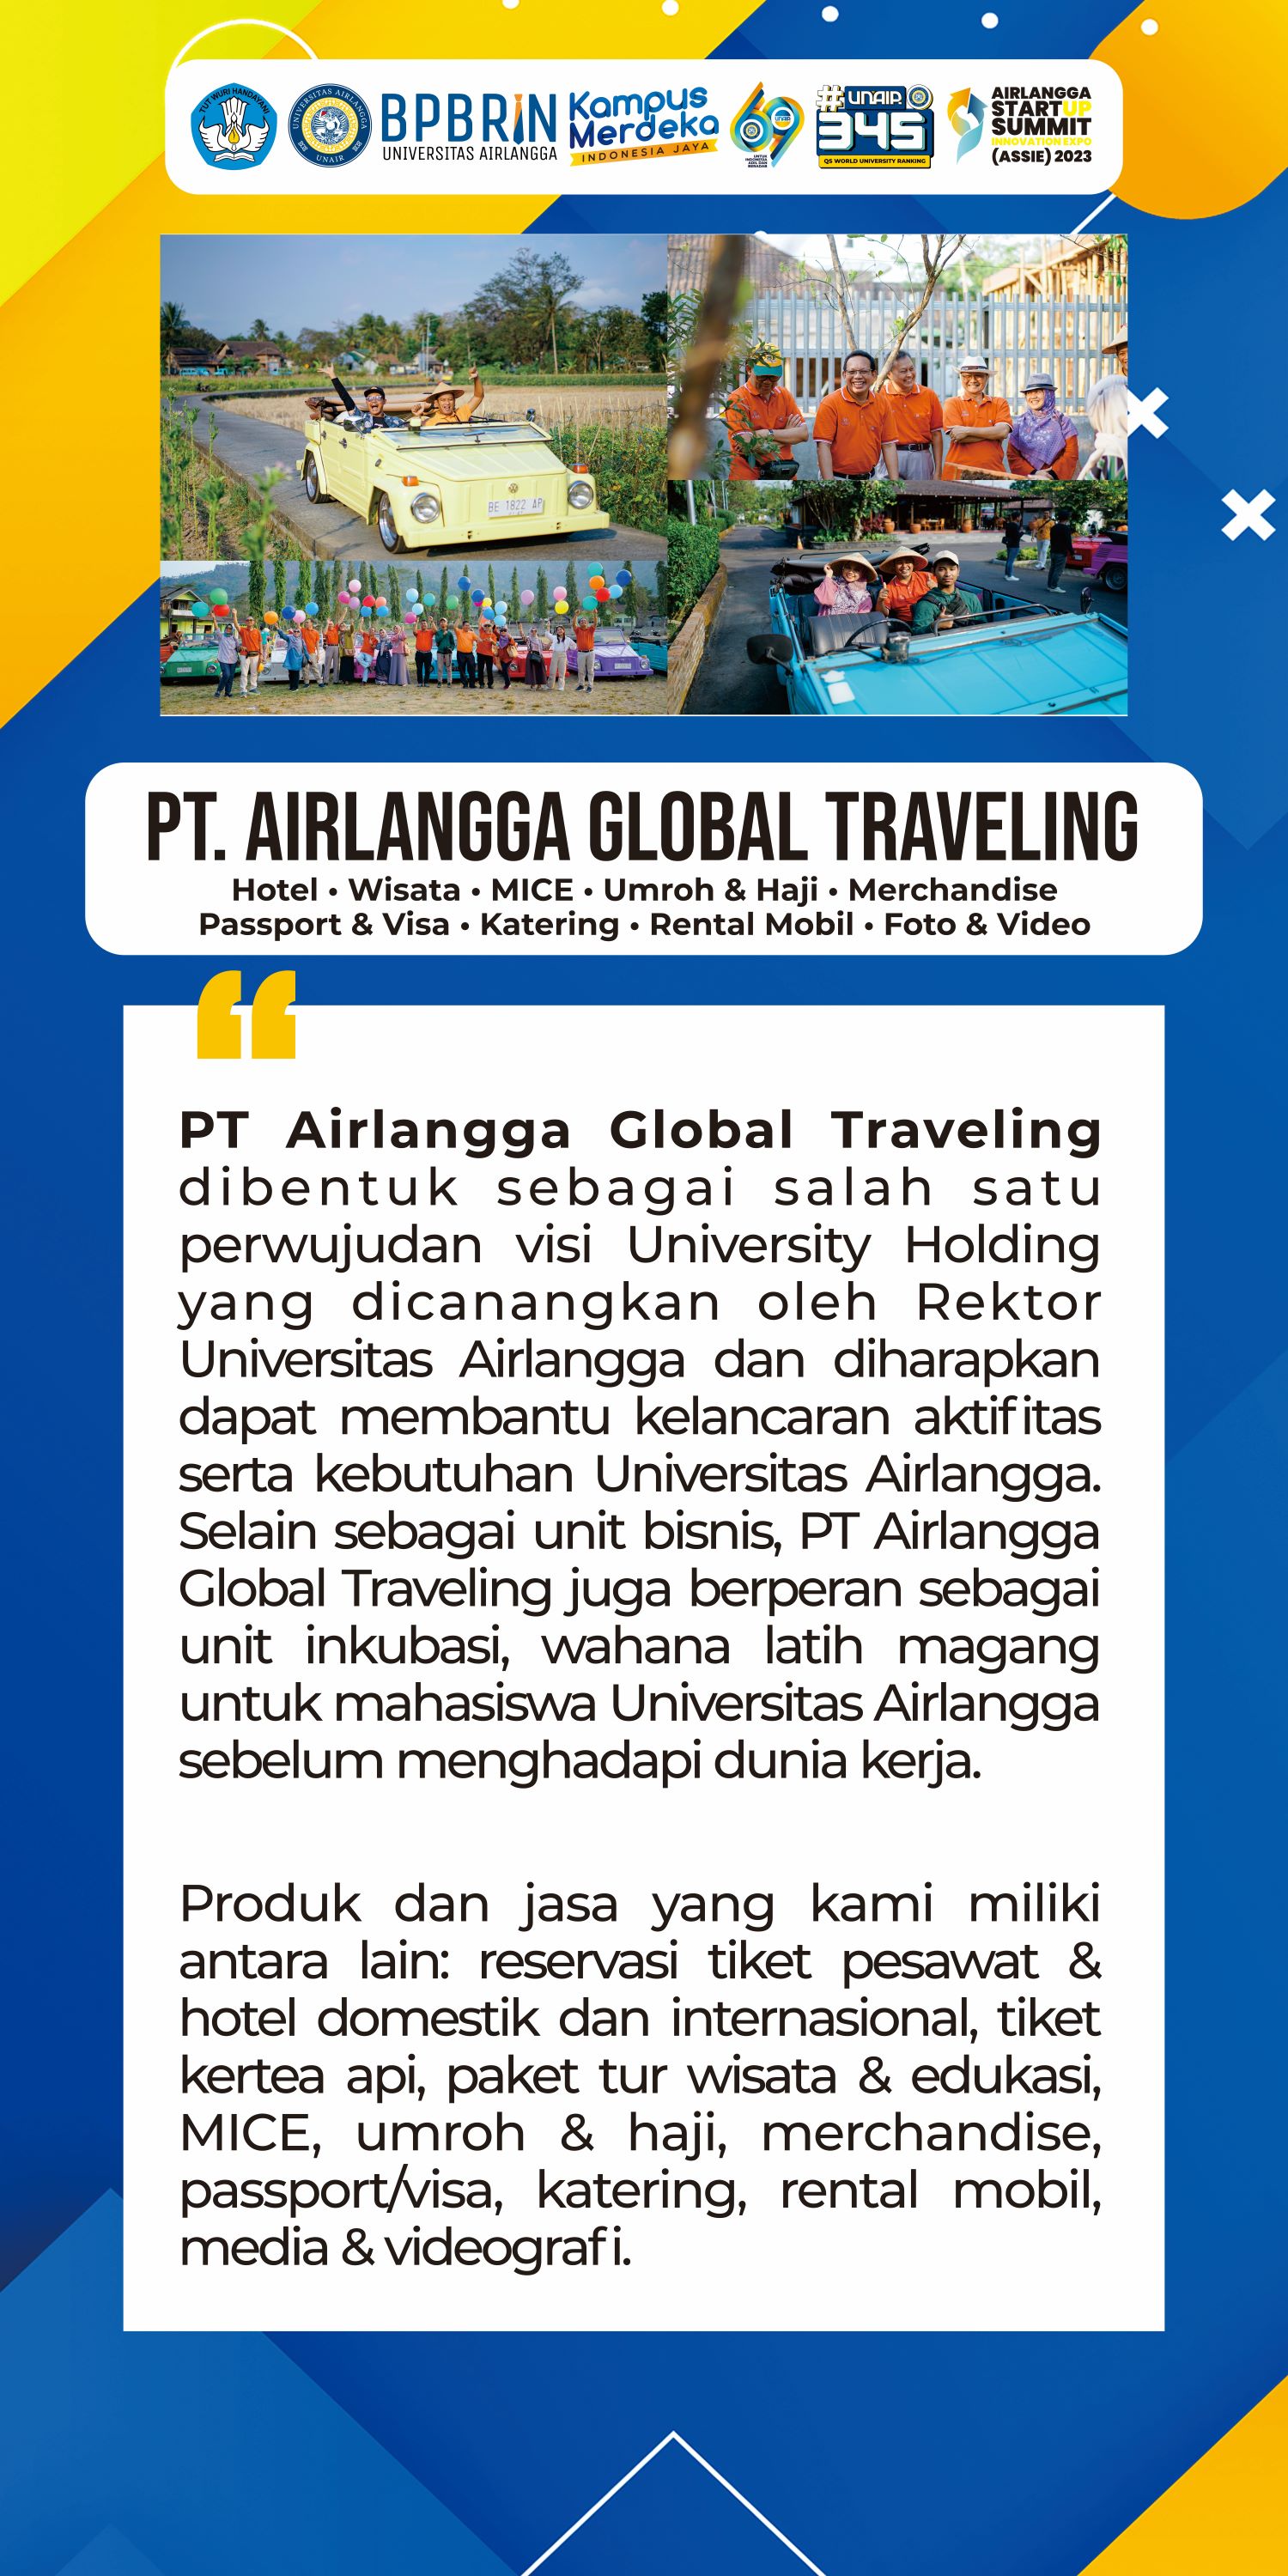 TUT WURI HANDAYANI
UNIVERSITAS AIRLANGGA
UNAIR
BPBRIN
UNIVERSITAS AIRLANGGA
Kampus
Merdeka
INDONESIA JAYA
69
#UNAIR
345
QS WORLD UNIVERSITY RANKING
AIRLANGGA
STARTUP
SUMMIT
INNOVATION EXPO
(ASSIE) 2023
BE 1822 AP
PT. AIRLANGGA GLOBAL TRAVELING
Hotel • Wisata • MICE • Umroh & Haji • Merchandise
Passport & Visa • Katering • Rental Mobil • Foto & Video
PT Airlangga Global Traveling
dibentuk sebagai salah satu
perwujudan visi University Holding
yang dicanangkan oleh Rektor
Universitas Airlangga dan diharapkan
dapat membantu kelancaran aktifitas
serta kebutuhan Universitas Airlangga.
Selain sebagai unit bisnis, PT Airlangga
Global Traveling juga berperan sebagai
unit inkubasi, wahana latih magang
untuk mahasiswa Universitas Airlangga
sebelum menghadapi dunia kerja.
Produk dan jasa yang kami miliki
antara lain: reservasi tiket pesawat &
hotel domestik dan internasional, tiket
kertea api, paket tur wisata & edukasi,
MICE, umroh & haji, merchandise,
passport/visa, katering, rental mobil,
media & videografi.